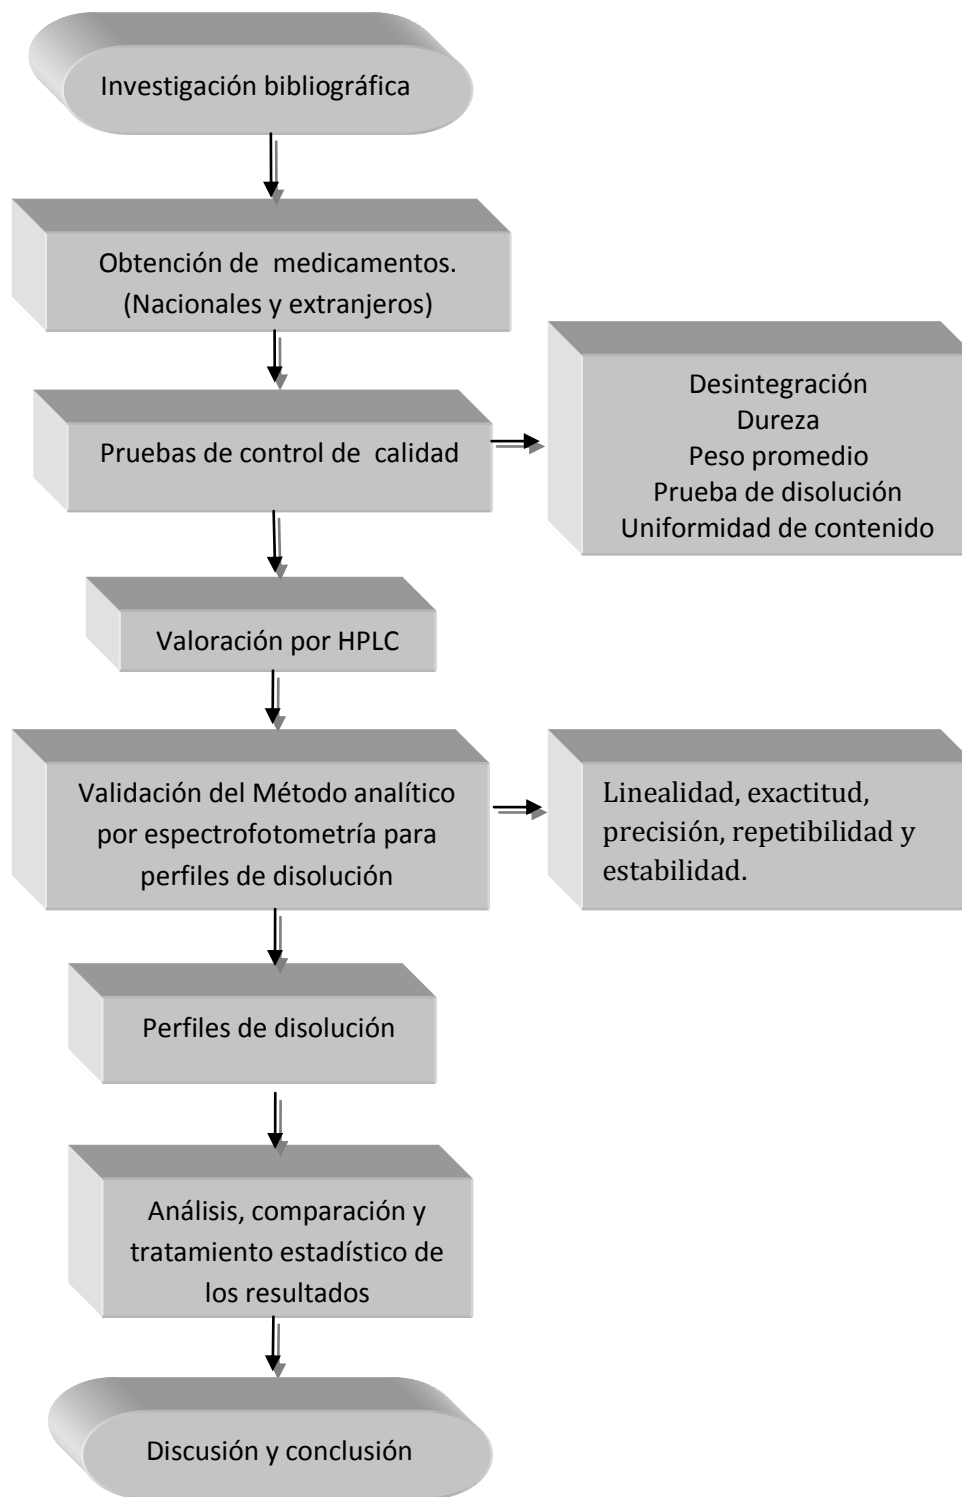 Investigación bibliográfica
Obtención de medicamentos.
(Nacionales y extranjeros)
Pruebas de control de calidad
Desintegración
Dureza
Peso promedio
Prueba de disolución
Uniformidad de contenido
Valoración por HPLC
Validación del Método analítico
por espectrofotometría para
perfiles de disolución
Linealidad, exactitud,
precisión, repetibilidad y
estabilidad.
Perfiles de disolución
Análisis, comparación y
tratamiento estadístico de
los resultados
Discusión y conclusión